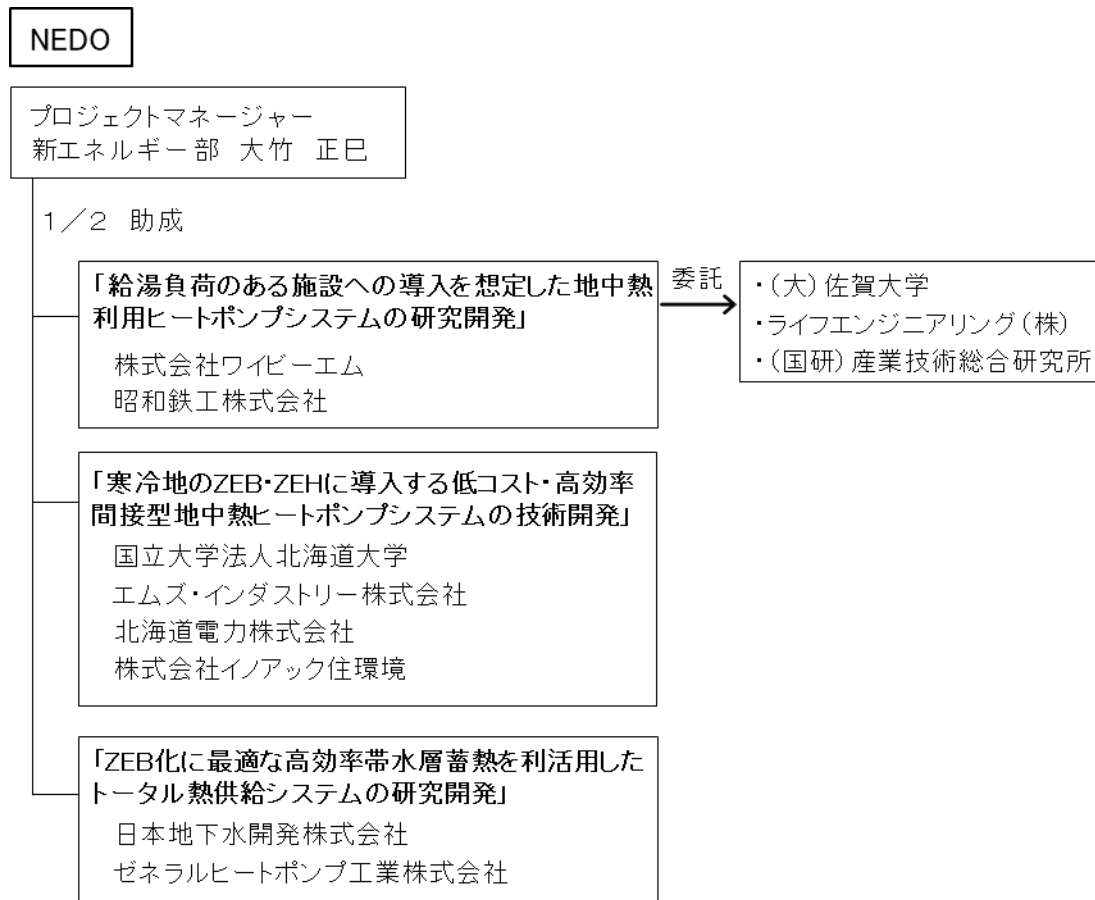 NEDO
プロジェクトマネージャー
新エネルギー部 大竹 正巳
1／2 助成
「給湯負荷のある施設への導入を想定した地中熱
利用ヒートポンプシステムの研究開発」
株式会社ワイビーエム
昭和鉄工株式会社
委託
・(大)佐賀大学
・ライフエンジニアリング(株)
・(国研)産業技術総合研究所
「寒冷地のZEB・ZEHに導入する低コスト・高効率
間接型地中熱ヒートポンプシステムの技術開発」
国立大学法人北海道大学
エムズ・インダストリー株式会社
北海道電力株式会社
株式会社イノアック住環境
「ZEB化に最適な高効率帯水層蓄熱を利活用した
トータル熱供給システムの研究開発」
日本地下水開発株式会社
ゼネラルヒートポンプ工業株式会社